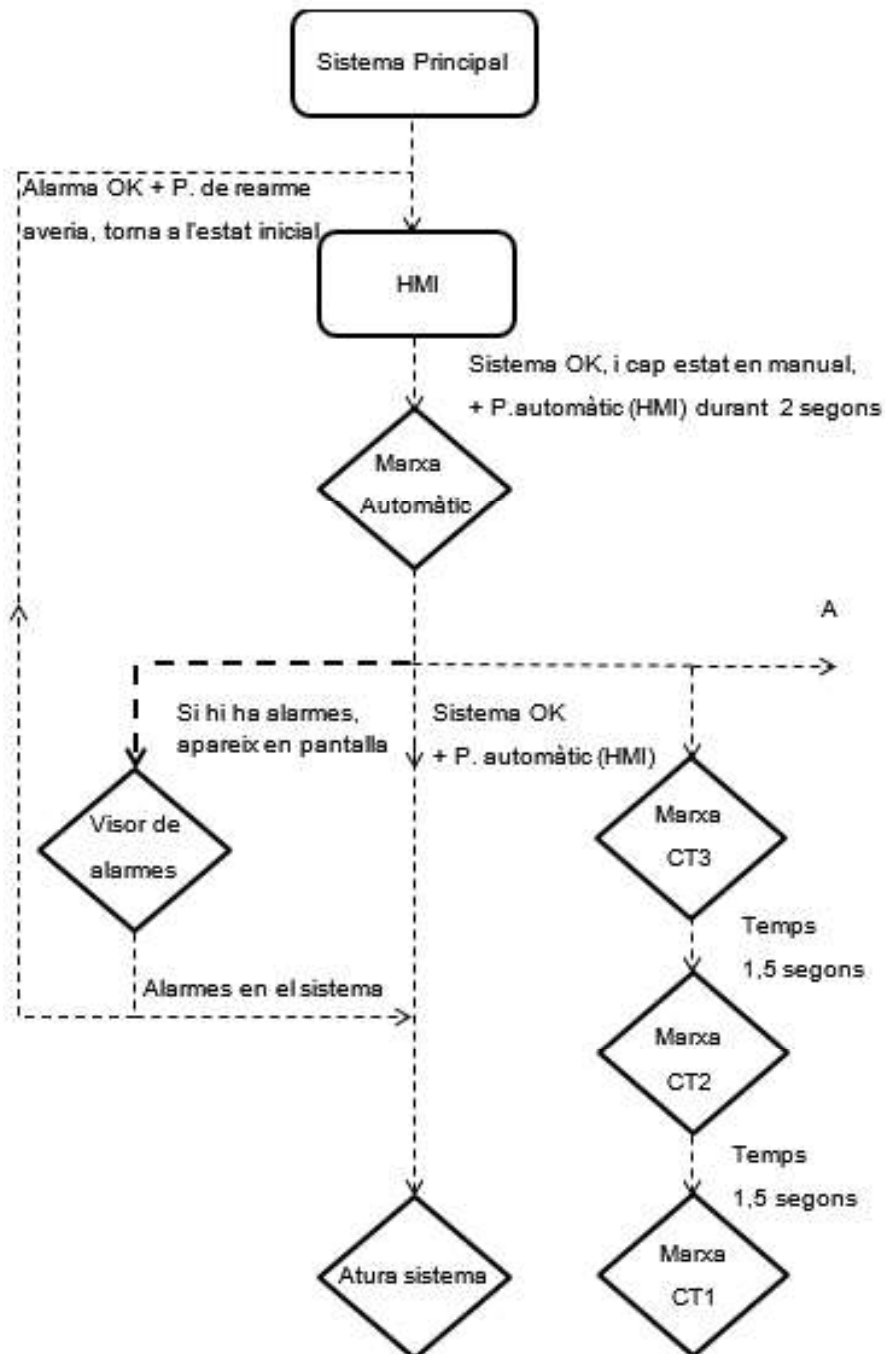 Sistema Principal
Alarma OK + P. de rearme
averia, torna a l'estat inicial
HMI
Sistema OK, i cap estat en manual,
+ P.automàtic (HMI) durant 2 segons
Marxa
Automàtic
A
Si hi ha alarmes,
apareix en pantalla
Sistema OK
+ P. automàtic (HMI)
Visor de
alarmes
Marxa
CT3
Temps
1,5 segons
Alarmes en el sistema
Marxa
CT2
Temps
1,5 segons
Atura sistema
Marxa
CT1